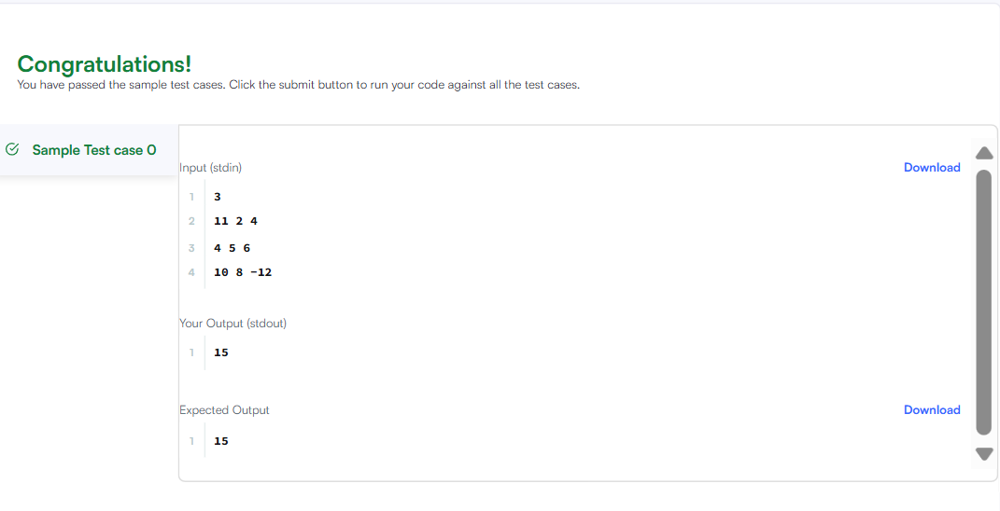 Congratulations!
You have passed the sample test cases. Click the submit button to run your code against all the test cases.
Sample Test case 0
Input (stdin)
Download
1 3
2 11 2 4
3 4 5 6
4 10 8 -12
Your Output (stdout)
1 15
Expected Output
Download
1 15